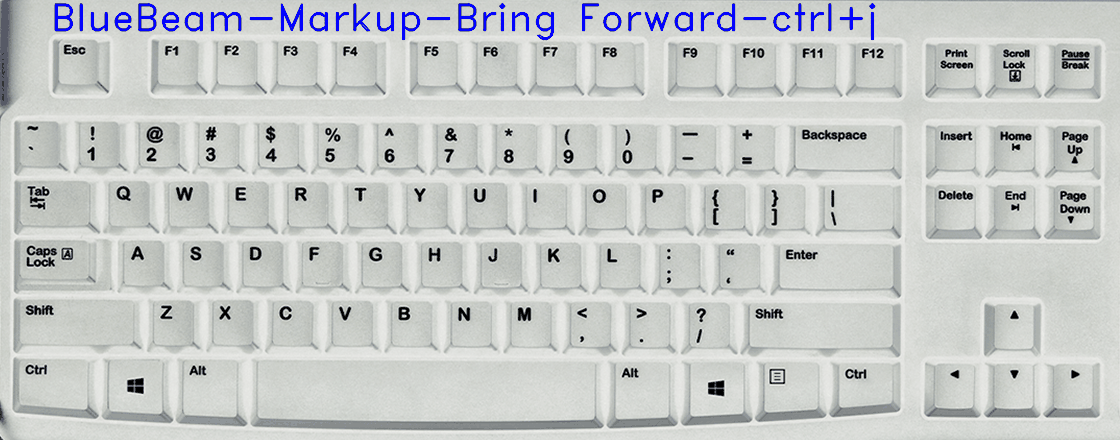 BlueBeam-Markup-Bring Forward-ctrl+j
Esc F1 F2 F3 F4 F5 F6 F7 F8 F9 F10 F11 F12 Print Screen Scroll Lock Pause Break
~ ! @ # $ % ^ & * ( ) — + Backspace Insert Home Page Up
` 1 2 3 4 5 6 7 8 9 0 - =
Tab Q W E R T Y U I O P { } | Delete End Page Down
[ ] \
Caps Lock A A S D F G H J K L : “ Enter
; ‘
Shift Z X C V B N M < > ? Shift
, . /
Ctrl Alt Alt Ctrl